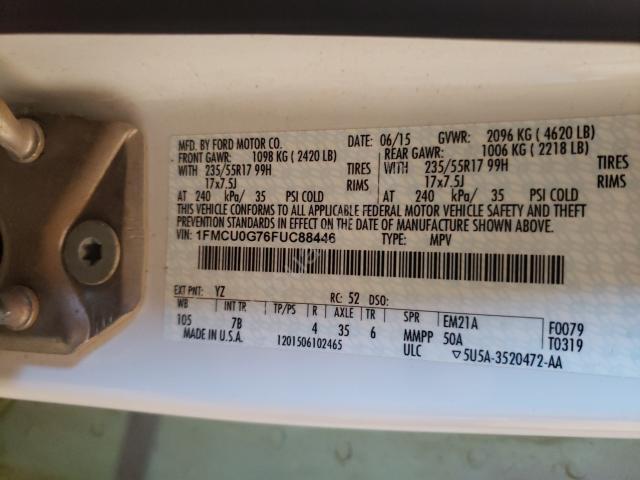 MFD. BY FORD MOTOR CO. DATE: 06/15 GVWR: 2096 KG ( 4620 LB)
FRONT GAWR: 1098 KG ( 2420 LB) REAR GAWR: 1006 KG ( 2218 LB)
WITH 235/55R17 99H TIRES WITH 235/55R17 99H TIRES
17x7.5J RIMS 17x7.5J RIMS
AT 240 kPa/ 35 PSI COLD AT 240 kPa/ 35 PSI COLD
THIS VEHICLE CONFORMS TO ALL APPLICABLE FEDERAL MOTOR VEHICLE SAFETY AND THEFT
PREVENTION STANDARDS IN EFFECT ON THE DATE OF MANUFACTURE SHOWN ABOVE.
VIN: 1FMCU0G76FUC88446 TYPE: MPV
EXT PNT: YZ RC: 52 DSO:
WB INT TR TP/PS R AXLE TR SPR EM21A F0079
105 7B 4 35 6 MMPP 50A T0319
MADE IN U.S.A. 1201506102465 ULC ▽5U5A-3520472-AA